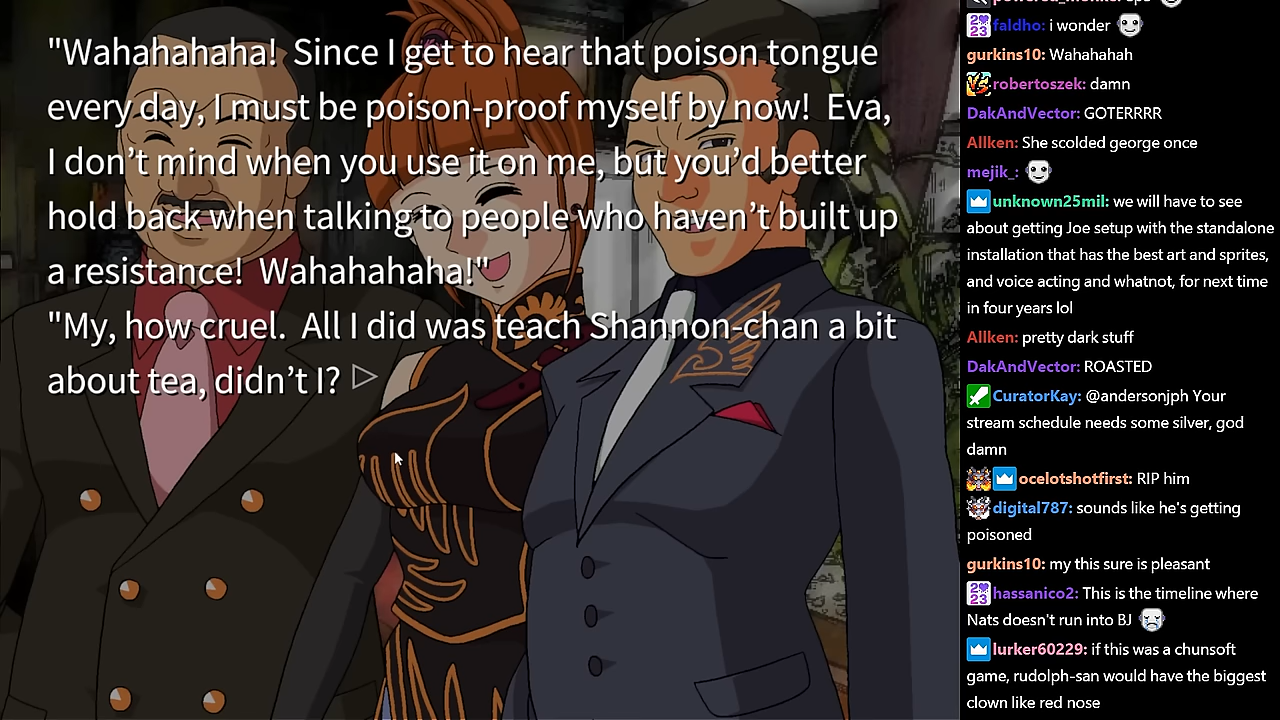 "Wahahahaha!  Since I get to hear that poison tongue
every day, I must be poison-proof myself by now!  Eva,
I don't mind when you use it on me, but you'd better
hold back when talking to people who haven't built up
a resistance!  Wahahahaha!"
"My, how cruel.  All I did was teach Shannon-chan a bit
about tea, didn't I?
faldho: i wonder
gurkins10: Wahahahah
robertoszek: damn
DakAndVector: GOTERRRR
Allken: She scolded george once
mejik_:
unknown25mil: we will have to see
about getting Joe setup with the standalone
installation that has the best art and sprites,
and voice acting and whatnot, for next time
in four years lol
Allken: pretty dark stuff
DakAndVector: ROASTED
CuratorKay: @andersonjph Your
stream schedule needs some silver, god
damn
ocelotshotfirst: RIP him
digital787: sounds like he's getting
poisoned
gurkins10: my this sure is pleasant
hassanico2: This is the timeline where
Nats doesn't run into BJ
lurker60229: if this was a chunsoft
game, rudolph-san would have the biggest
clown like red nose